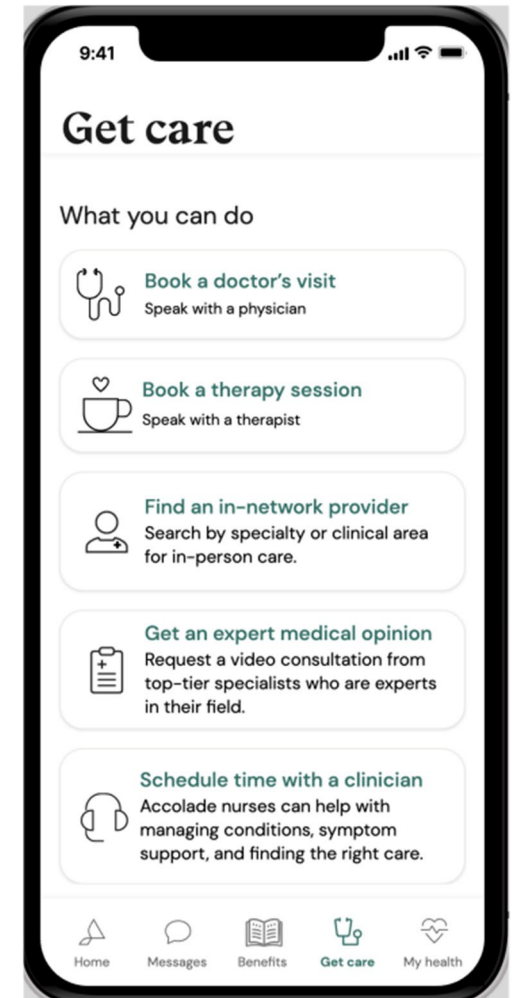 9:41
Get care
What you can do
Book a doctor's visit
Speak with a physician
Book a therapy session
Speak with a therapist
Find an in-network provider
Search by specialty or clinical area
for in-person care.
Get an expert medical opinion
Request a video consultation from
top-tier specialists who are experts
in their field.
Schedule time with a clinician
Accolade nurses can help with
managing conditions, symptom
support, and finding the right care.
Home Messages Benefits Get care My health